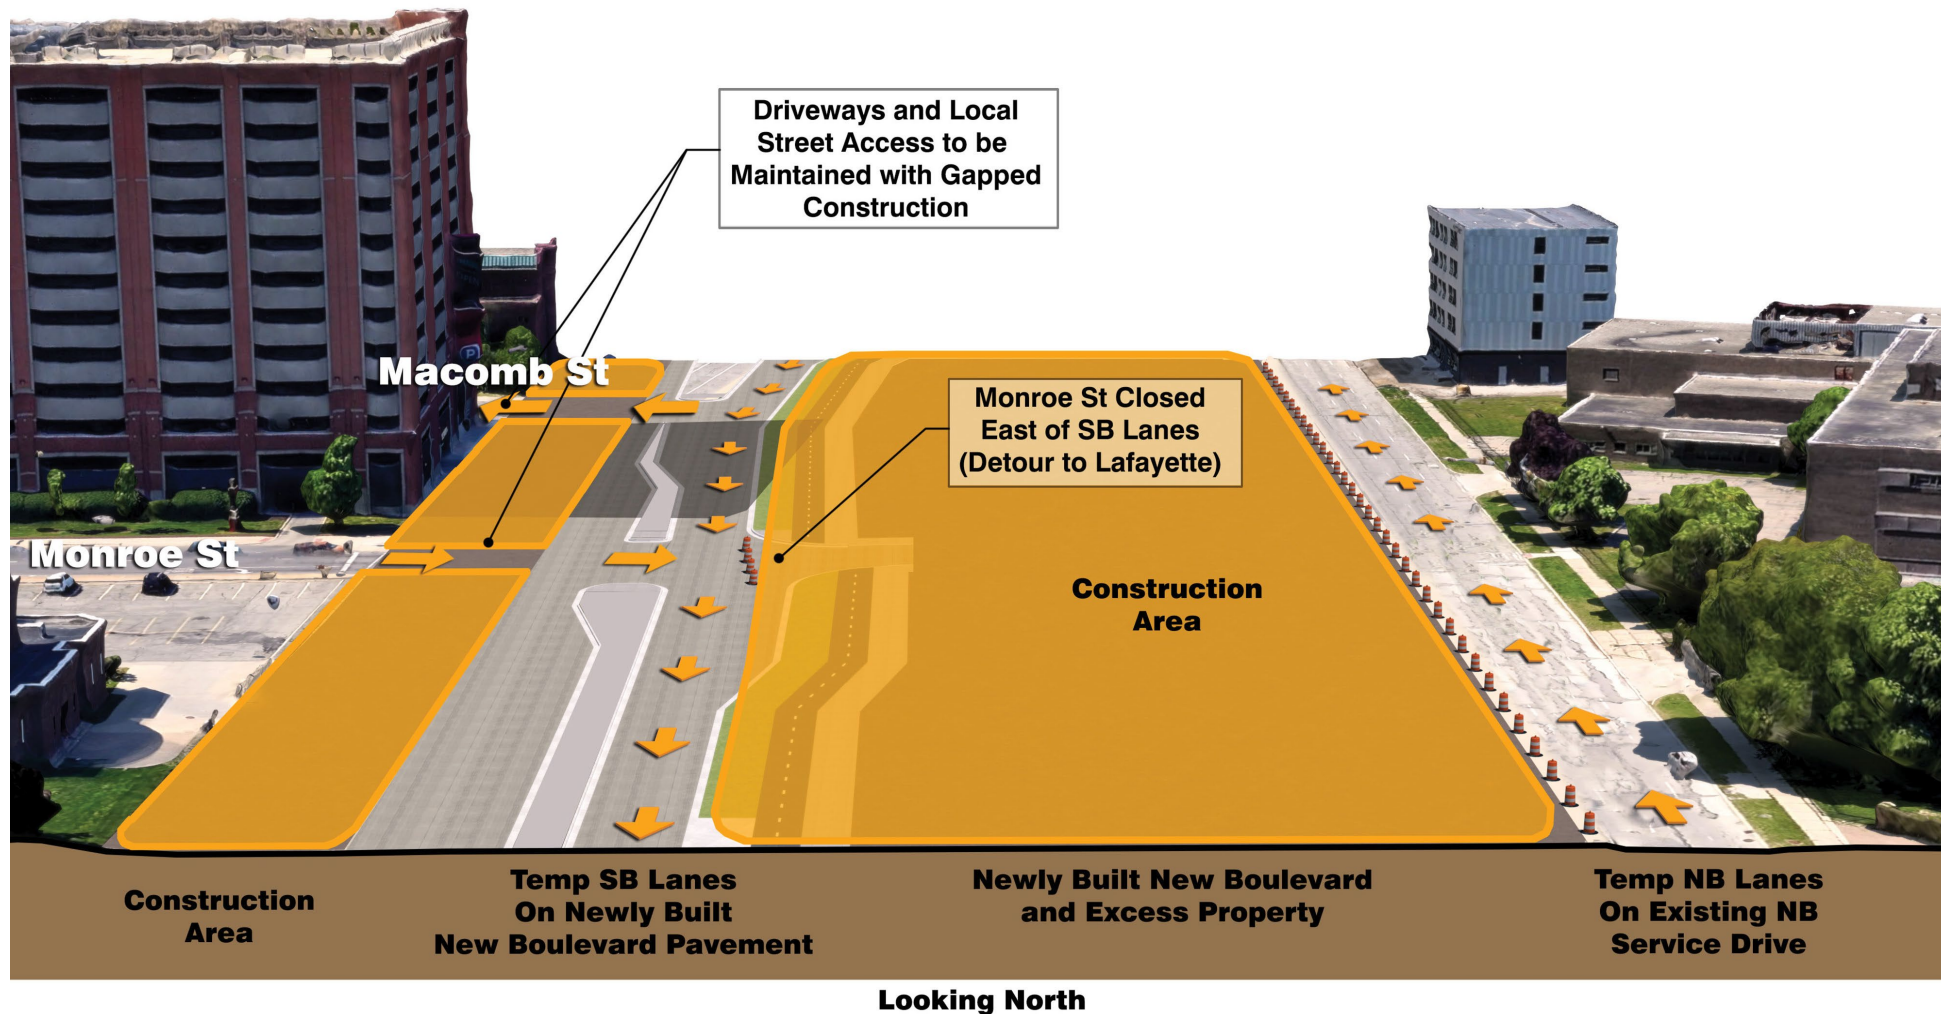 Driveways and Local
Street Access to be
Maintained with Gapped
Construction
P
Macomb St
Monroe St Closed
East of SB Lanes
(Detour to Lafayette)
Monroe St
Construction
Area
Construction
Area
Temp SB Lanes
On Newly Built
New Boulevard Pavement
Newly Built New Boulevard
and Excess Property
Temp NB Lanes
On Existing NB
Service Drive
Looking North